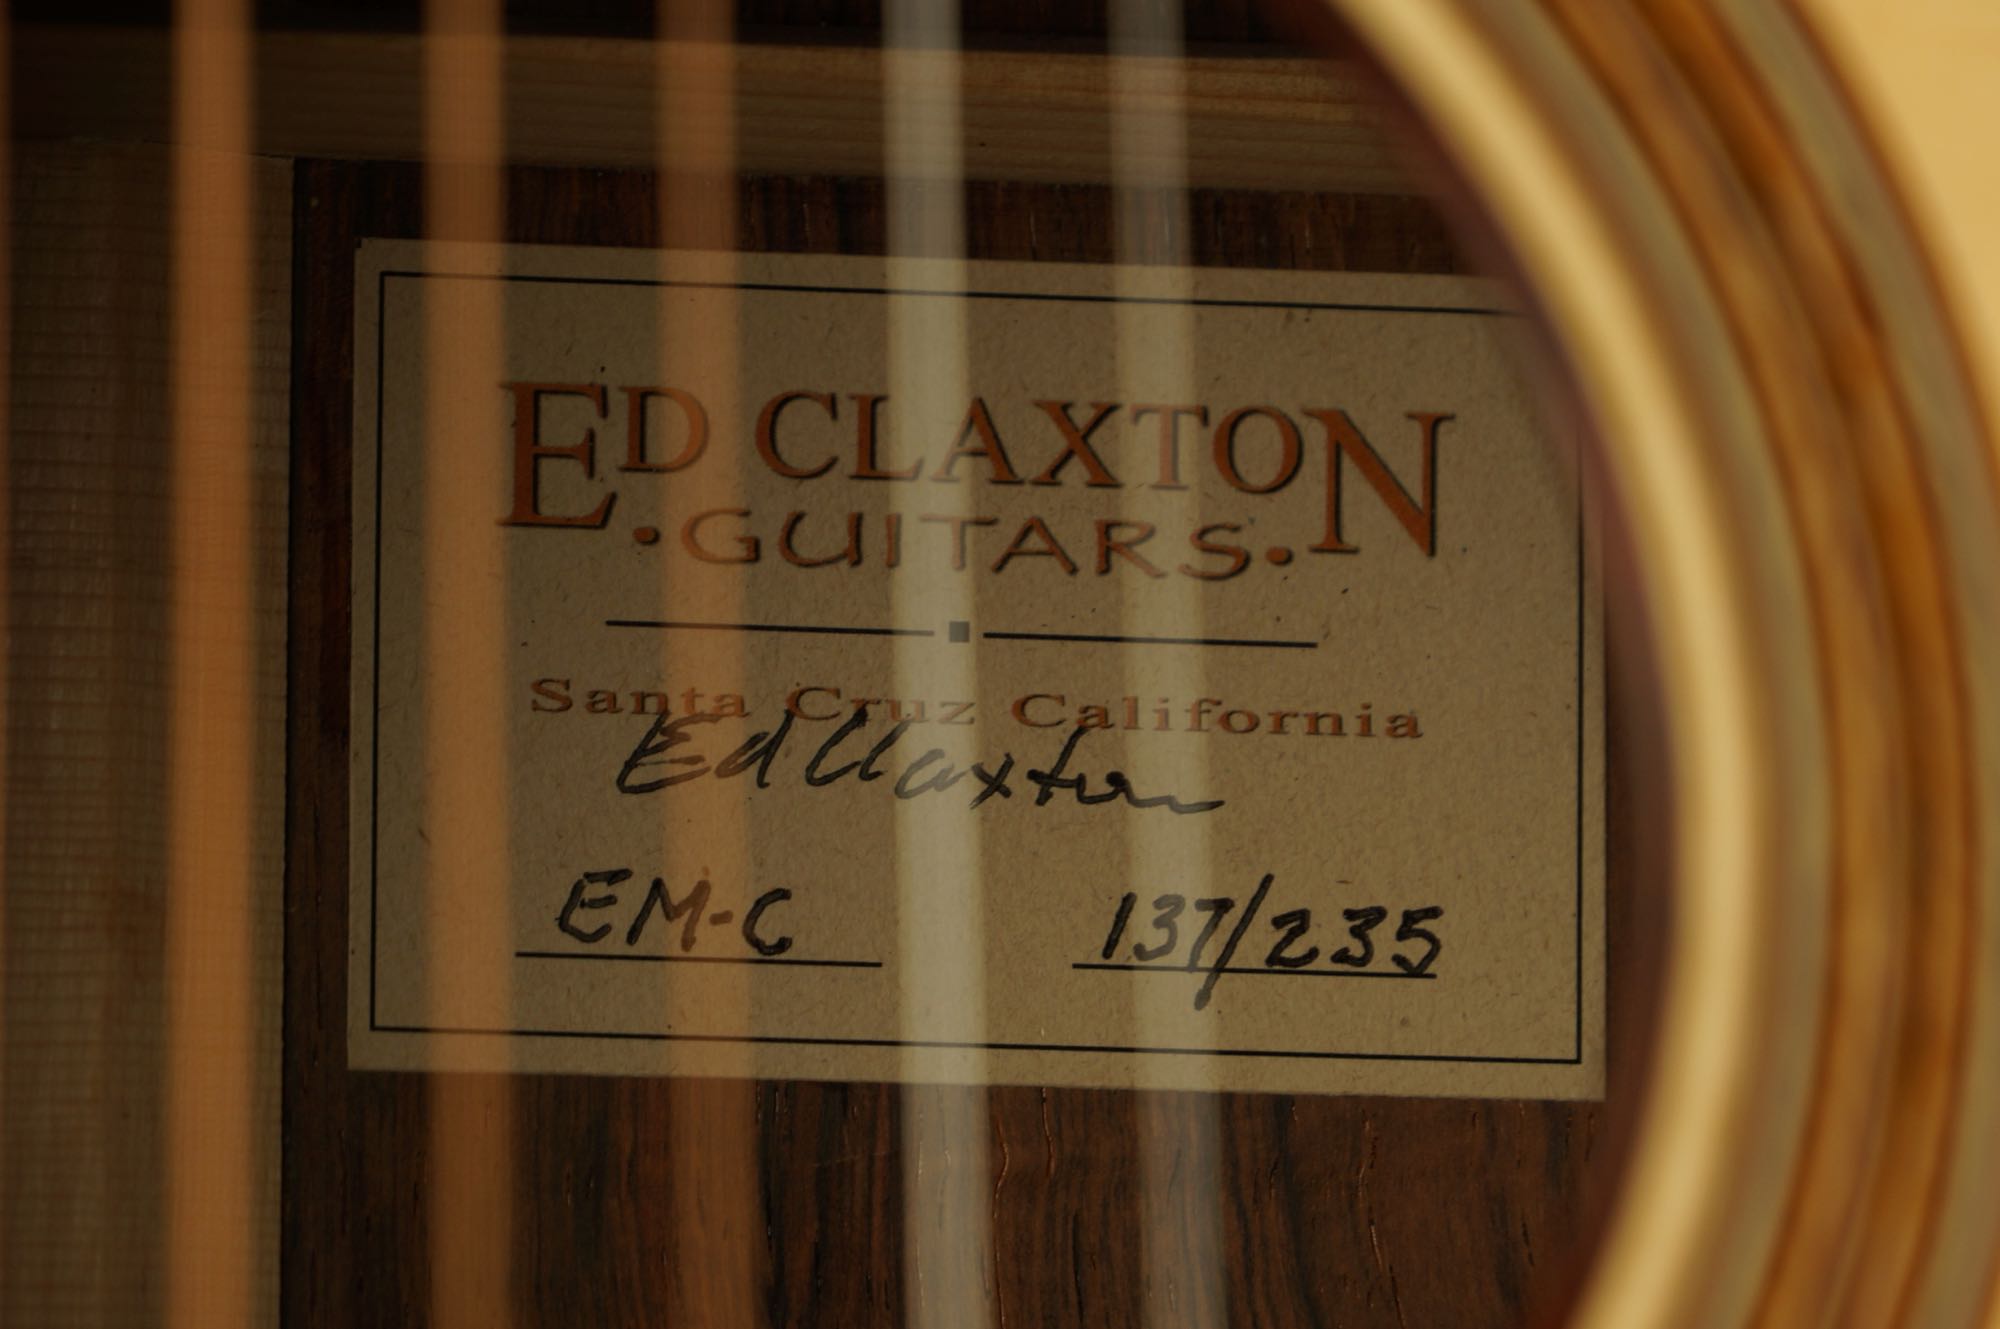 ED CLAXTON
.GUITARS.
Santa Cruz California
Ed Claxton
EM-C 137/235